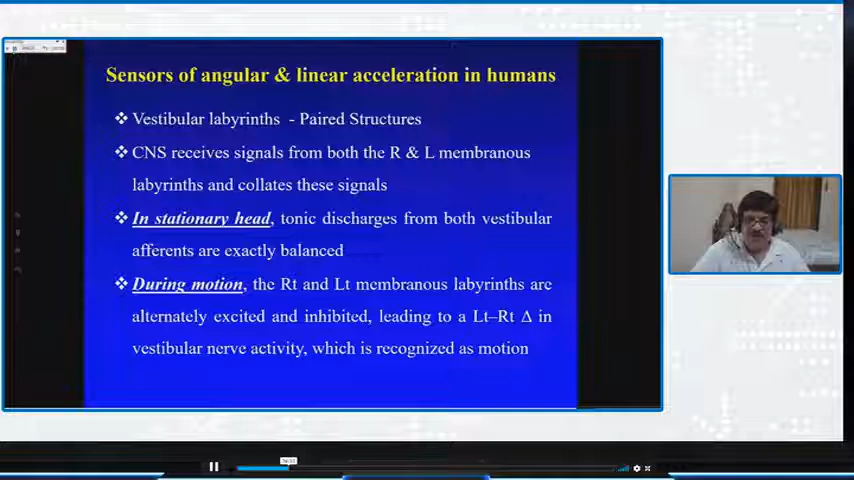 Sensors of angular & linear acceleration in humans
❖ Vestibular labyrinths - Paired Structures
❖ CNS receives signals from both the R & L membranous
labyrinths and collates these signals
❖ In stationary head, tonic discharges from both vestibular
afferents are exactly balanced
❖ During motion, the Rt and Lt membranous labyrinths are
alternately excited and inhibited, leading to a Lt–Rt Δ in
vestibular nerve activity, which is recognized as motion